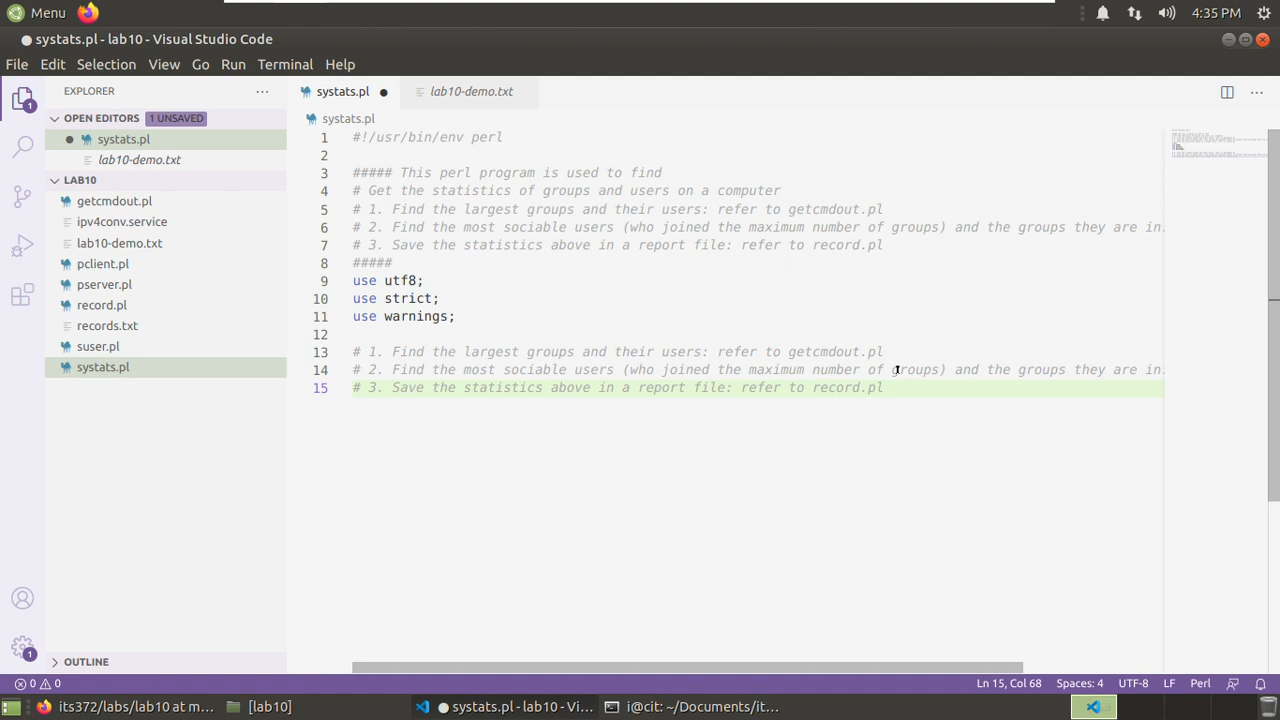 Menu
4:35 PM
systats.pl - lab10 - Visual Studio Code
File Edit Selection View Go Run Terminal Help
EXPLORER
OPEN EDITORS 1 UNSAVED
systats.pl
lab10-demo.txt
LAB10
getcmdout.pl
ipv4conv.service
lab10-demo.txt
pclient.pl
pserver.pl
record.pl
records.txt
suser.pl
systats.pl
OUTLINE
1
1
systats.pl
lab10-demo.txt
systats.pl
1 #!/usr/bin/env perl
2
3 ##### This perl program is used to find
4 # Get the statistics of groups and users on a computer
5 # 1. Find the largest groups and their users: refer to getcmdout.pl
6 # 2. Find the most sociable users (who joined the maximum number of groups) and the groups they are in:
7 # 3. Save the statistics above in a report file: refer to record.pl
8 #####
9 use utf8;
10 use strict;
11 use warnings;
12
13 # 1. Find the largest groups and their users: refer to getcmdout.pl
14 # 2. Find the most sociable users (who joined the maximum number of groups) and the groups they are in:
15 # 3. Save the statistics above in a report file: refer to record.pl
0 0 Ln 15, Col 68 Spaces: 4 UTF-8 LF Perl
its372/labs/lab10 at m... [lab10] systats.pl - lab10 - Vi... i@cit: ~/Documents/it...